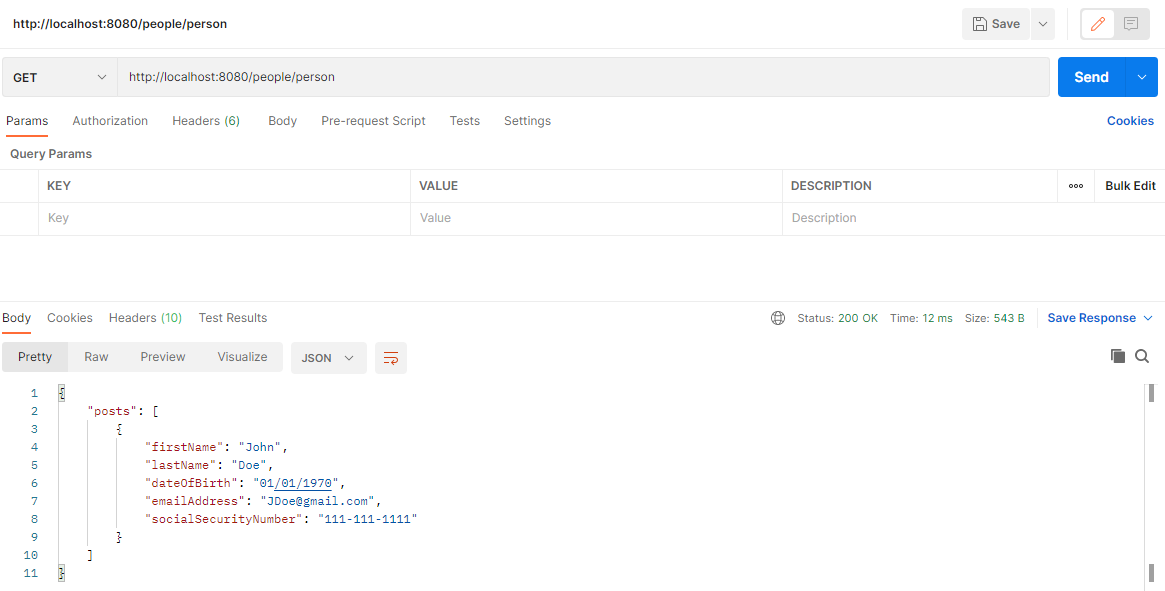 http://localhost:8080/people/person Save
GET http://localhost:8080/people/person Send
Params Authorization Headers (6) Body Pre-request Script Tests Settings Cookies
Query Params
KEY VALUE DESCRIPTION ooo Bulk Edit
Key Value Description
Body Cookies Headers (10) Test Results Status: 200 OK Time: 12 ms Size: 543 B Save Response
Pretty Raw Preview Visualize JSON
1 {
2 "posts": [
3 {
4 "firstName": "John",
5 "lastName": "Doe",
6 "dateOfBirth": "01/01/1970",
7 "emailAddress": "JDoe@gmail.com",
8 "socialSecurityNumber": "111-111-1111"
9 }
10 ]
11 }